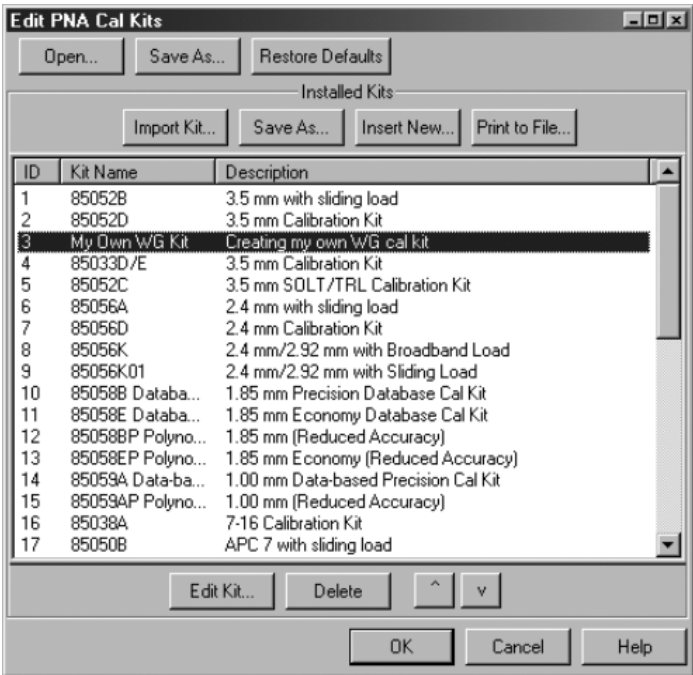 Edit PNA Cal Kits
Open... Save As... Restore Defaults
Installed Kits
Import Kit... Save As... Insert New... Print to File...
ID Kit Name Description
1 85052B 3.5 mm with sliding load
2 85052D 3.5 mm Calibration Kit
3 My Own WG Kit Creating my own WG cal kit
4 85033D/E 3.5 mm Calibration Kit
5 85052C 3.5 mm SOLT/TRL Calibration Kit
6 85056A 2.4 mm with sliding load
7 85056D 2.4 mm Calibration Kit
8 85056K 2.4 mm/2.92 mm with Broadband Load
9 85056K01 2.4 mm/2.92 mm with Sliding Load
10 85058B Databa... 1.85 mm Precision Database Cal Kit
11 85058E Databa... 1.85 mm Economy Database Cal Kit
12 85058BP Polyno... 1.85 mm (Reduced Accuracy)
13 85058EP Polyno... 1.85 mm Economy (Reduced Accuracy)
14 85059A Data-ba... 1.00 mm Data-based Precision Cal Kit
15 85059AP Polyno... 1.00 mm (Reduced Accuracy)
16 85038A 7-16 Calibration Kit
17 85050B APC 7 with sliding load
Edit Kit... Delete ^ v
OK Cancel Help